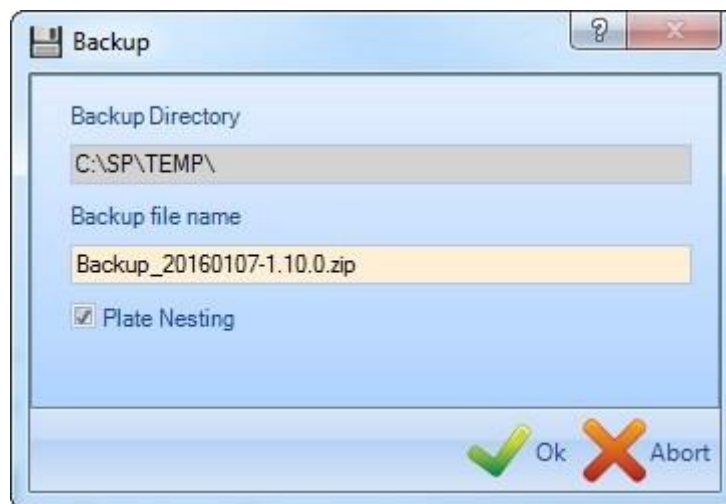 Backup
?
Backup Directory
C:\SP\TEMP\
Backup file name
Backup_20160107-1.10.0.zip
Plate Nesting
Ok Abort